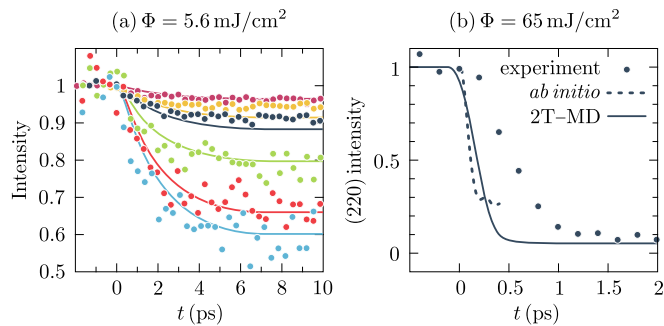 (a) Φ = 5.6 mJ/cm²
(b) Φ = 65 mJ/cm²
Intensity
1
0.9
0.8
0.7
0.6
0.5
0
2
4
6
8
10
t (ps)
(220) intensity
1
0.5
0
0
0.5
1
1.5
2
t (ps)
experiment
ab initio
2T–MD